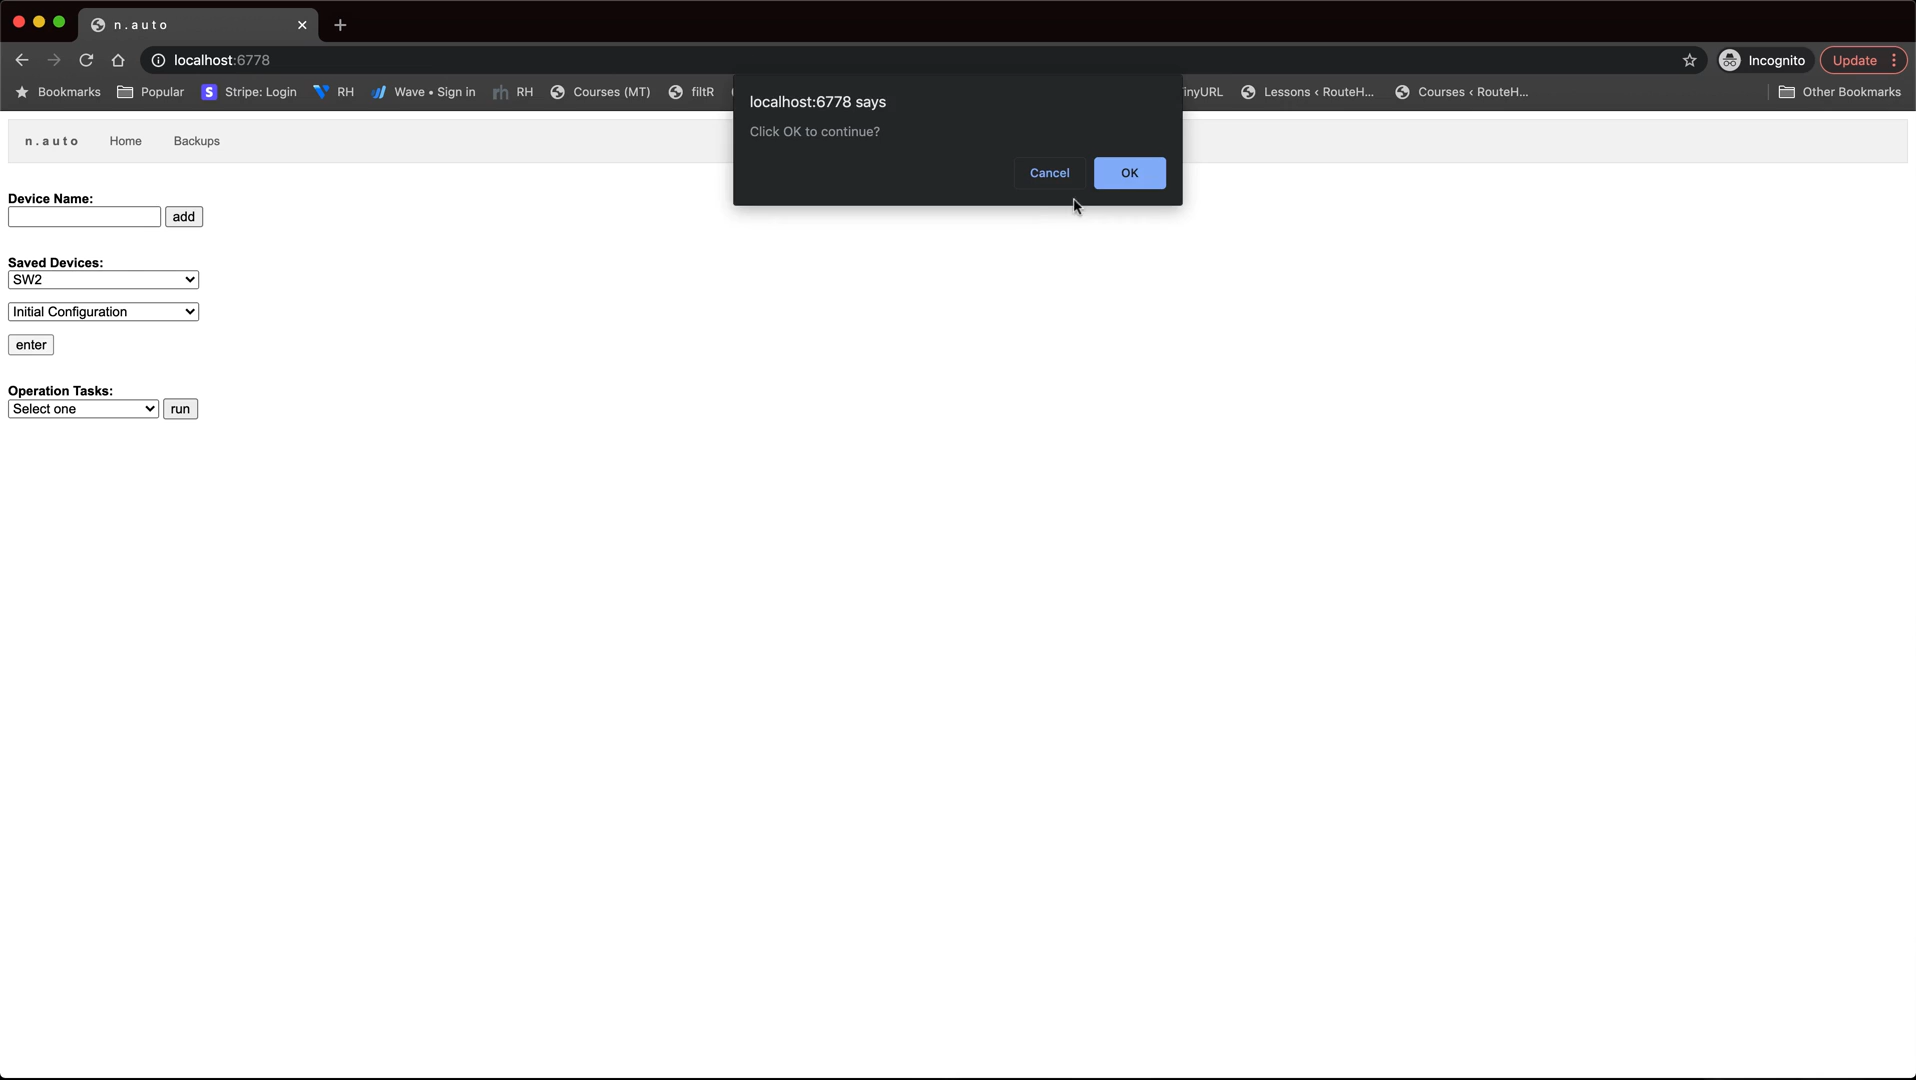 n.auto
localhost:6778
Incognito
Update
Bookmarks
Popular
Stripe: Login
RH
Wave • Sign in
RH
Courses (MT)
filtR
Lessons ‹ RouteH...
Courses ‹ RouteH...
Other Bookmarks
localhost:6778 says
Click OK to continue?
Cancel
OK
n.auto
Home
Backups
Device Name:
add
Saved Devices:
SW2
Initial Configuration
enter
Operation Tasks:
Select one
run